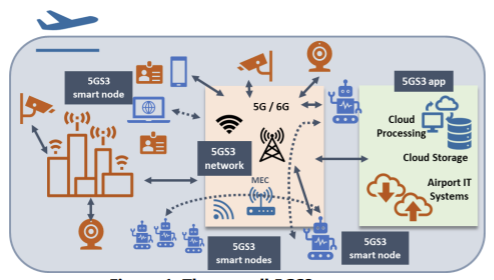 5GS3
smart node
5G / 6G
5GS3 app
Cloud
Processing
5GS3
network
Cloud Storage
MEC
Airport IT
Systems
5GS3
smart nodes
5GS3
smart node